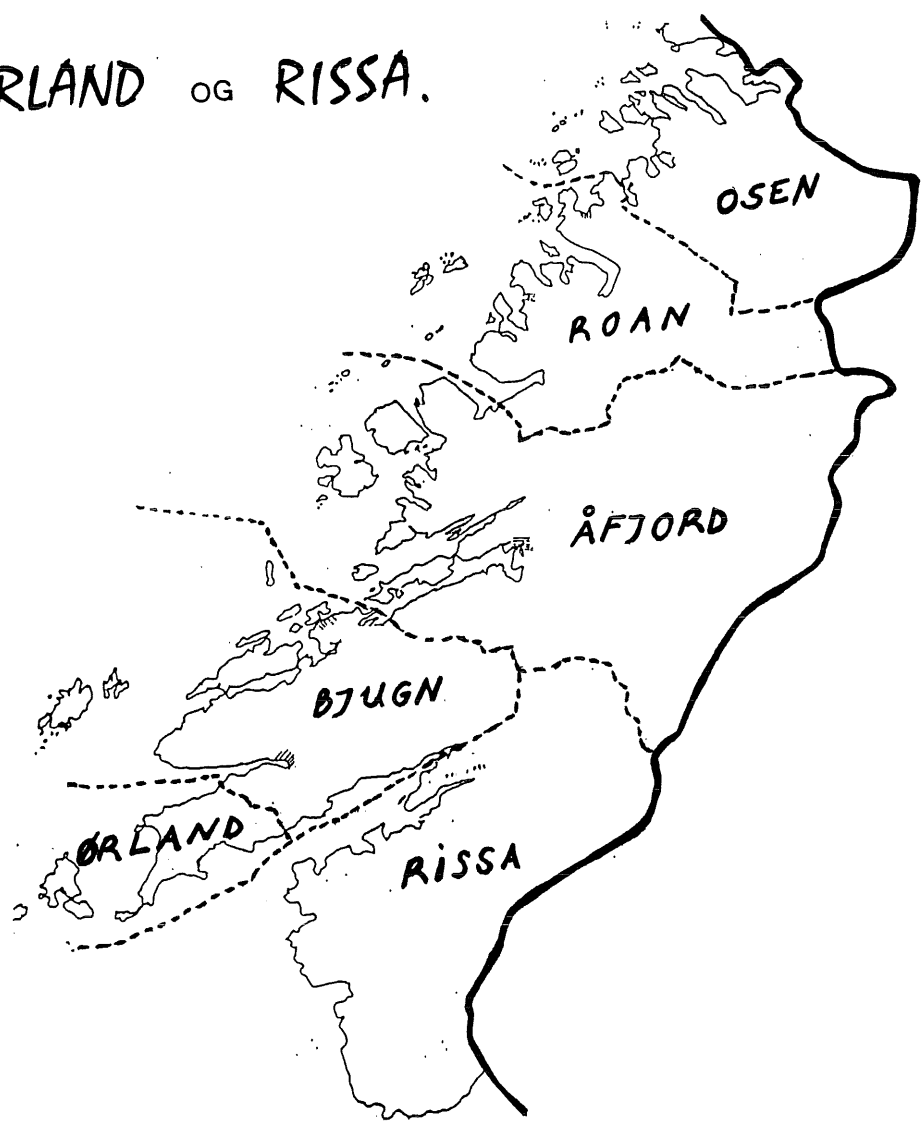 RLAND OG RISSA.
OSEN
ROAN
ÅFJORD
BJUGN
ØRLAND
RISSA